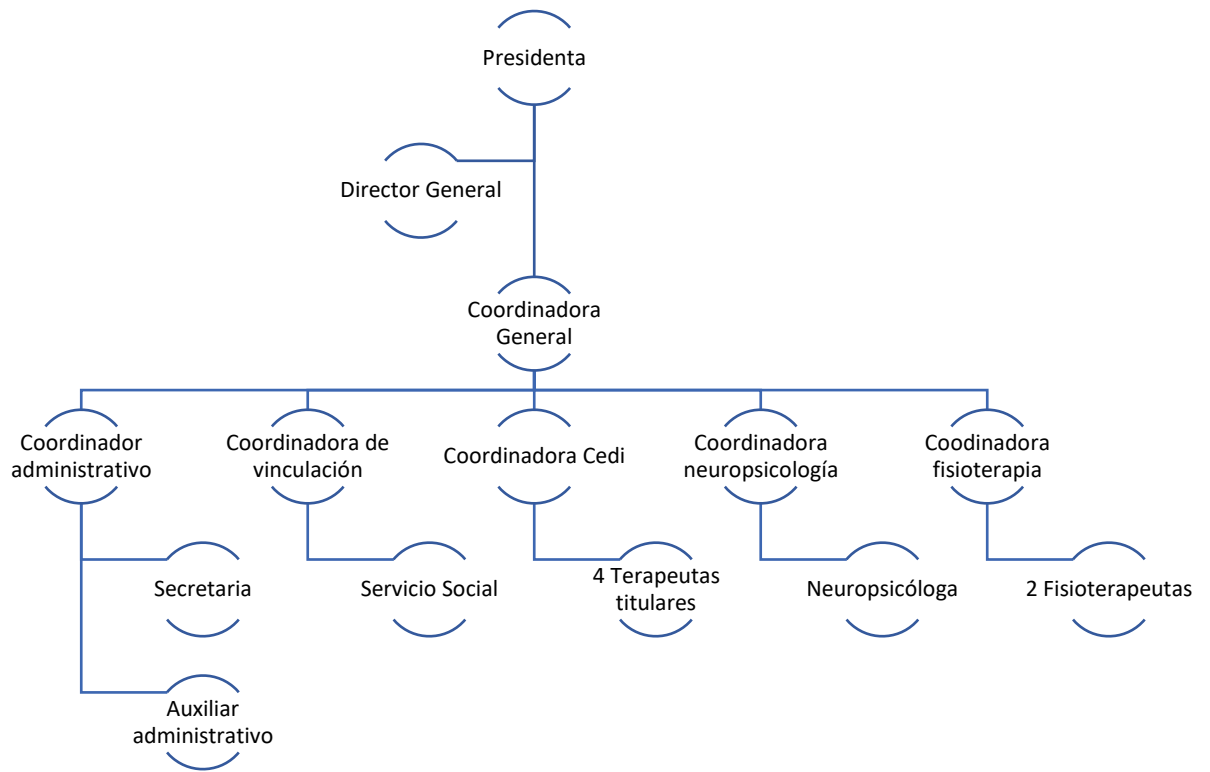 Presidenta
Director General
Coordinadora
General
Coordinador
administrativo
Coordinadora de
vinculación
Coordinadora Cedi
Coordinadora
neuropsicología
Coodinadora
fisioterapia
Secretaria
Servicio Social
4 Terapeutas
titulares
Neuropsicóloga
2 Fisioterapeutas
Auxiliar
administrativo